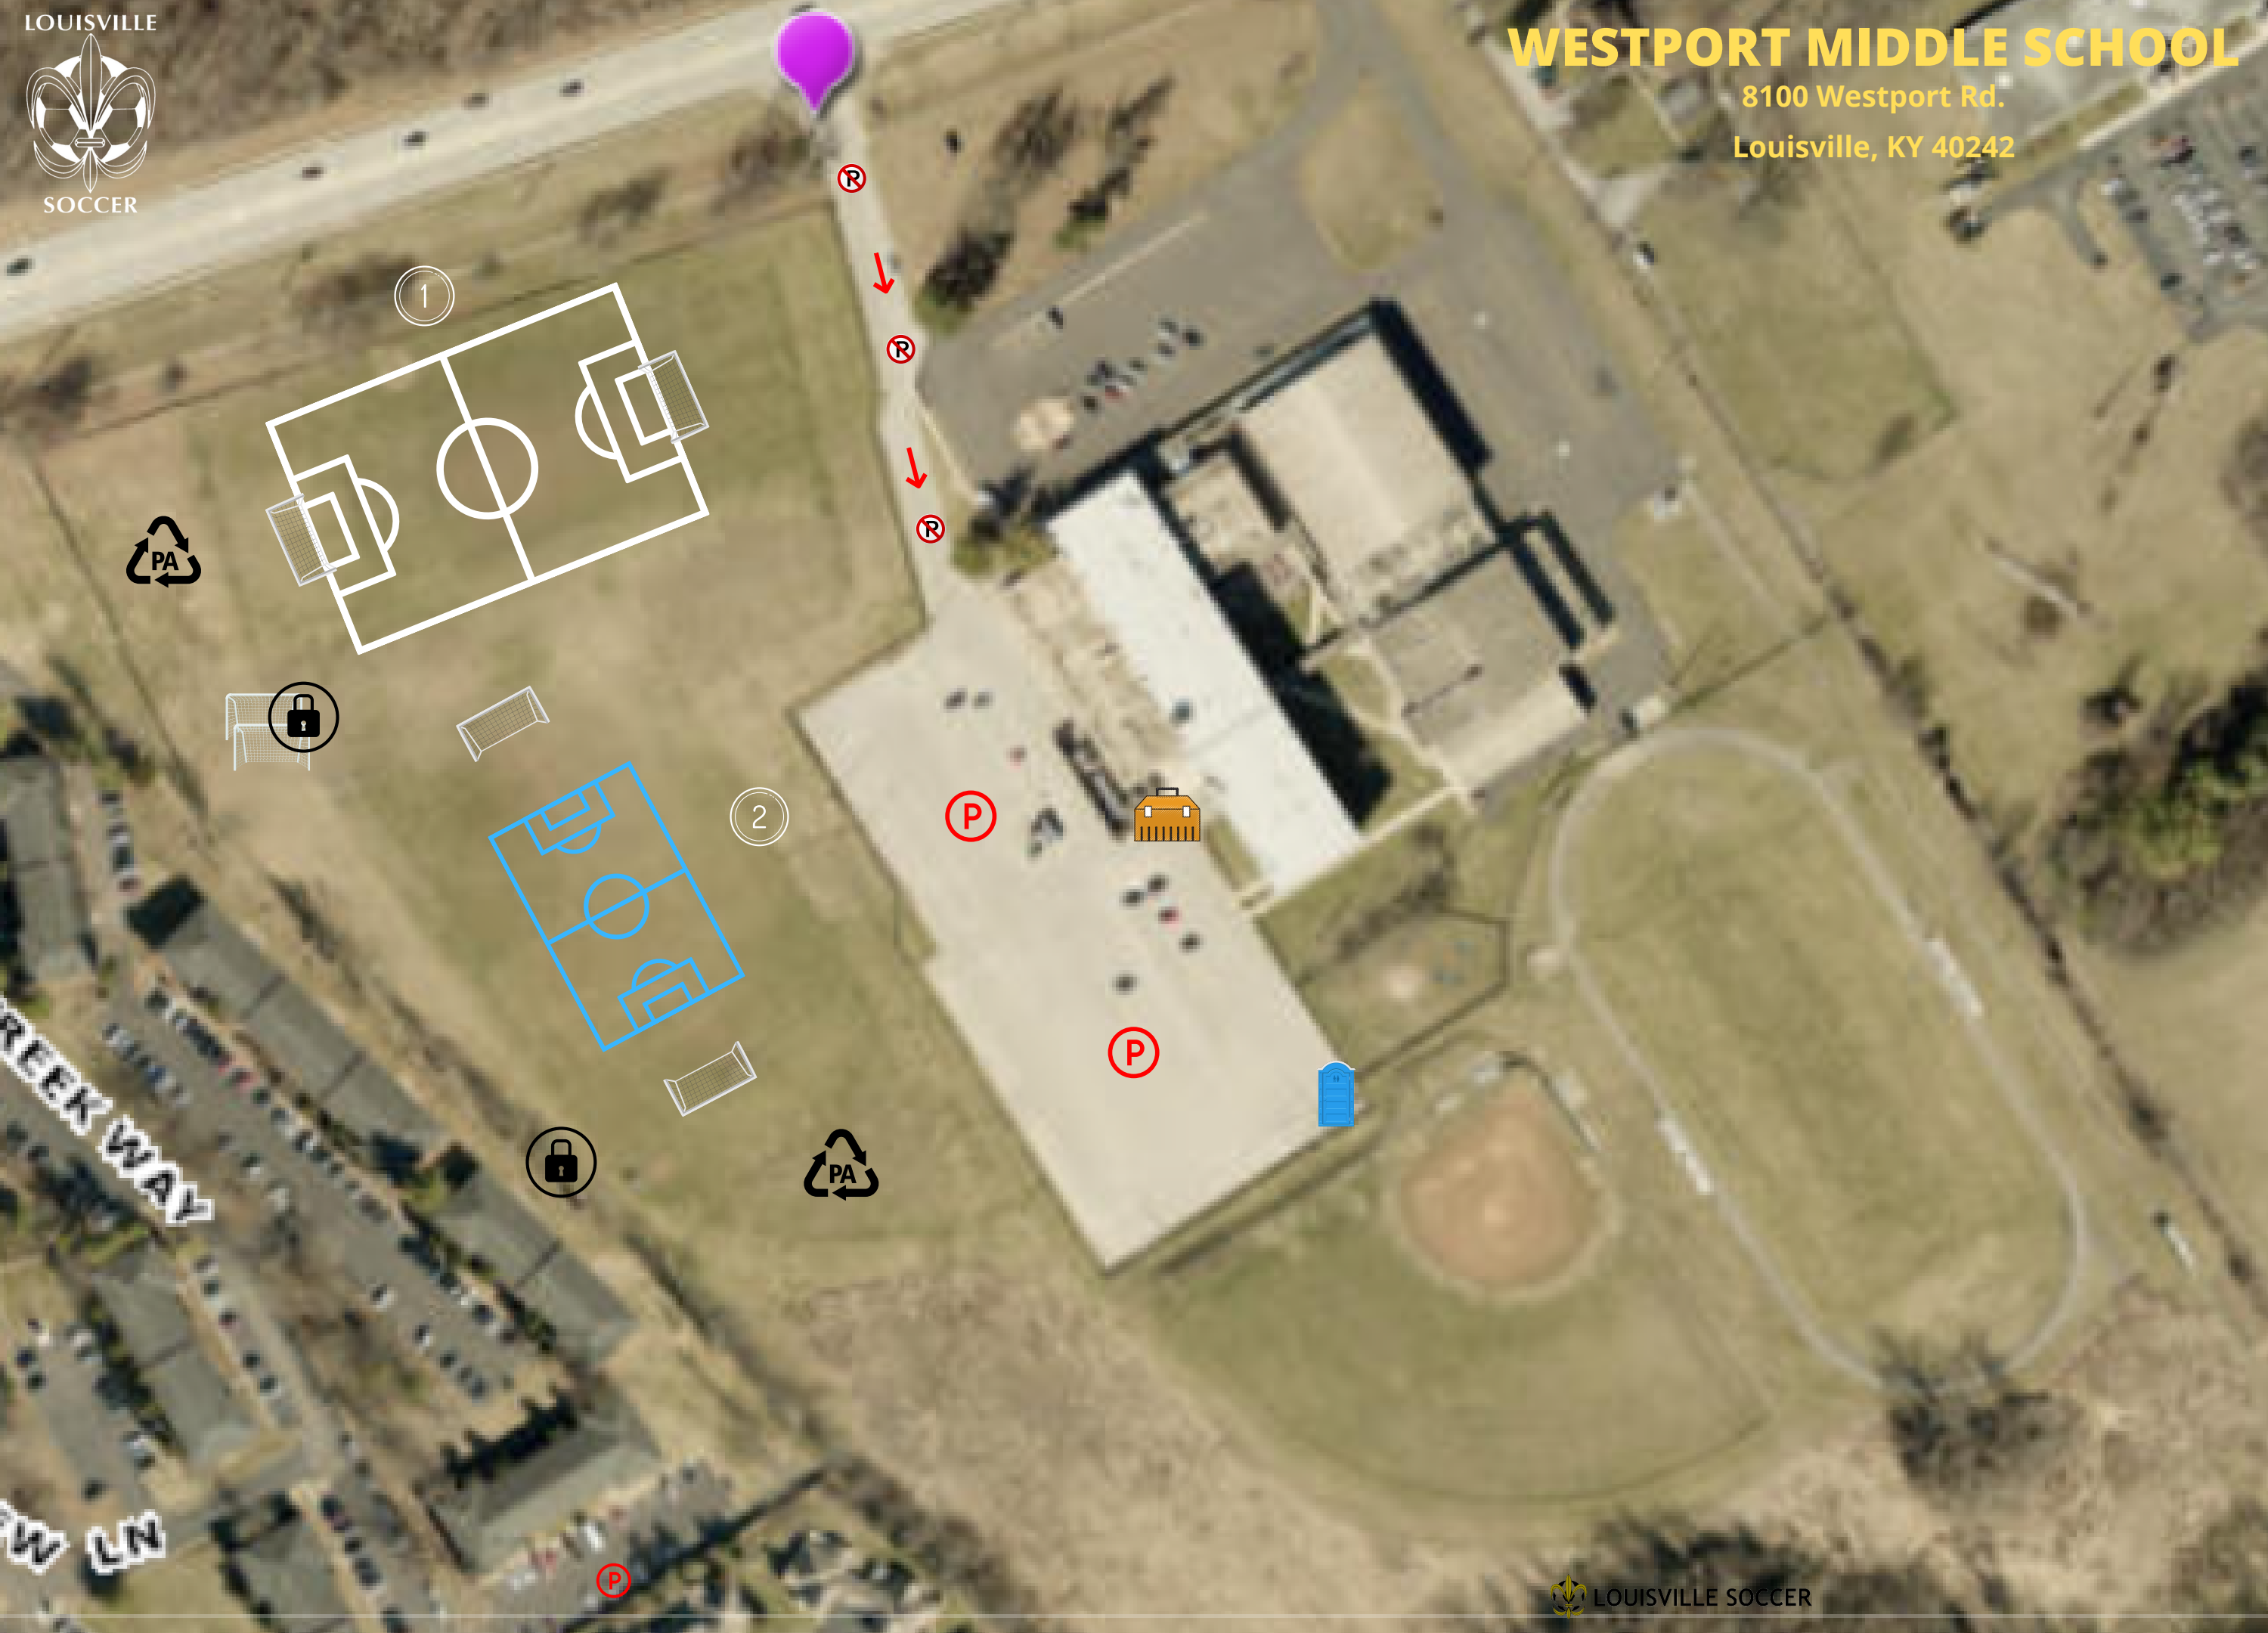 LOUISVILLE
SOCCER
WESTPORT MIDDLE SCHOOL
8100 Westport Rd.
Louisville, KY 40242
P
1
P
P
PA
P
2
P
PA
REEK WAY
LN
P
LOUISVILLE SOCCER